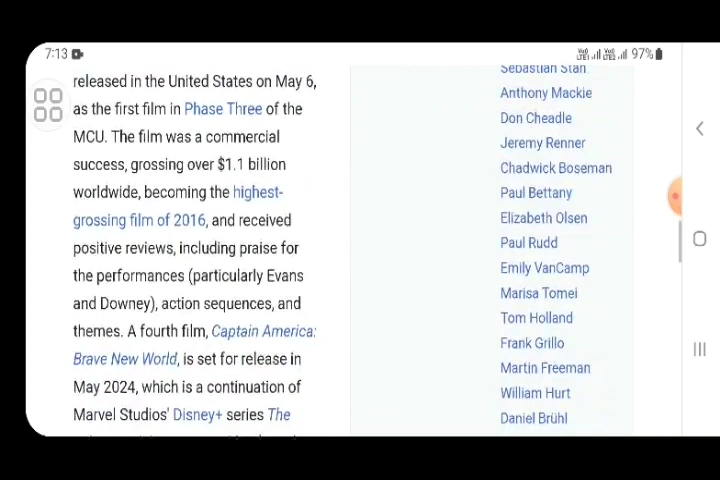 7:13
VoLTE1 VoLTE2 97%
released in the United States on May 6,
as the first film in Phase Three of the
MCU. The film was a commercial
success, grossing over $1.1 billion
worldwide, becoming the highest-
grossing film of 2016, and received
positive reviews, including praise for
the performances (particularly Evans
and Downey), action sequences, and
themes. A fourth film, Captain America:
Brave New World, is set for release in
May 2024, which is a continuation of
Marvel Studios' Disney+ series The
Sebastian Stan
Anthony Mackie
Don Cheadle
Jeremy Renner
Chadwick Boseman
Paul Bettany
Elizabeth Olsen
Paul Rudd
Emily VanCamp
Marisa Tomei
Tom Holland
Frank Grillo
Martin Freeman
William Hurt
Daniel Brühl